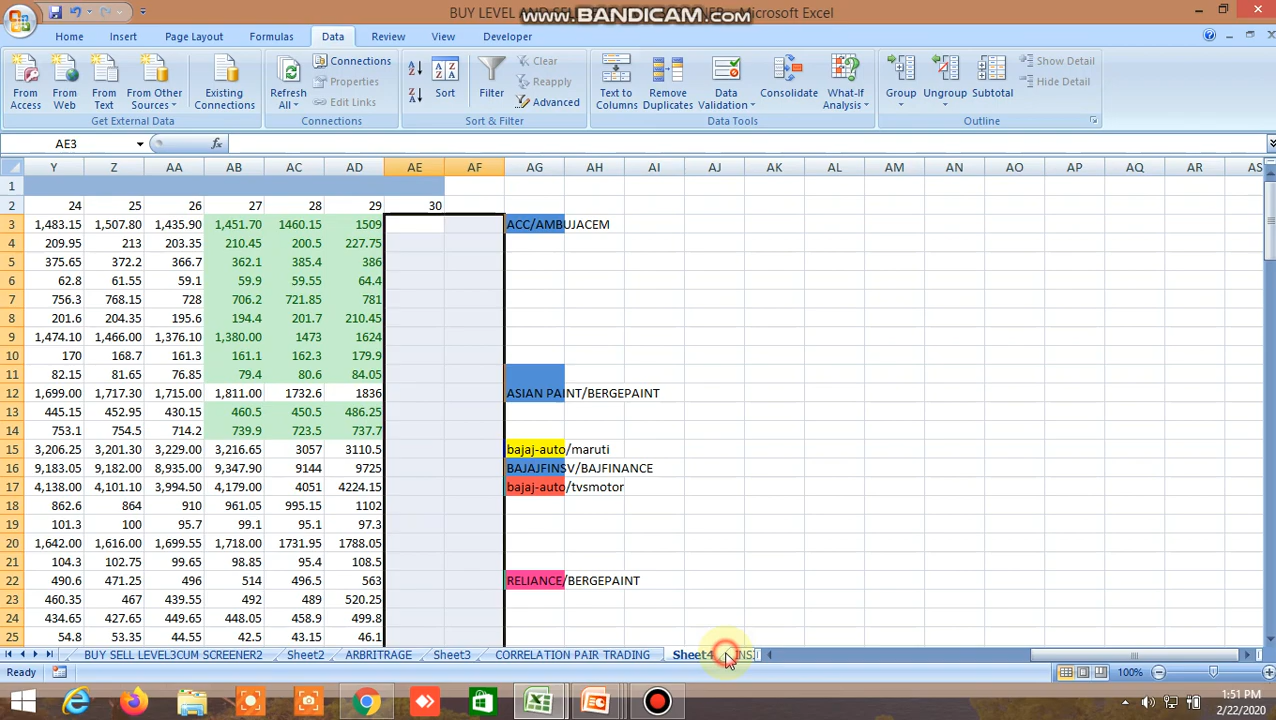 BUY LEVEL AND SEL
www.BANDICAM.com
- Microsoft Excel
Home Insert Page Layout Formulas Data Review View Developer
From Access
From Web
From Text
From Other Sources
Existing Connections
Get External Data
Refresh All
Connections
Properties
Edit Links
Connections
Sort
Filter
Clear
Reapply
Advanced
Sort & Filter
Text to Columns
Remove Duplicates
Data Validation
Consolidate
What-If Analysis
Data Tools
Group
Ungroup
Subtotal
Show Detail
Hide Detail
Outline
AE3 fx
Y Z AA AB AC AD AE AF AG AH AI AJ AK AL AM AN AO AP AQ AR AS
1
2 24 25 26 27 28 29 30
3 1,483.15 1,507.80 1,435.90 1,451.70 1460.15 1509 ACC/AMBUJACEM
4 209.95 213 203.35 210.45 200.5 227.75
5 375.65 372.2 366.7 362.1 385.4 386
6 62.8 61.55 59.1 59.9 59.55 64.4
7 756.3 768.15 728 706.2 721.85 781
8 201.6 204.35 195.6 194.4 201.7 210.45
9 1,474.10 1,466.00 1,376.10 1,380.00 1473 1624
10 170 168.7 161.3 161.1 162.3 179.9
11 82.15 81.65 76.85 79.4 80.6 84.05
12 1,699.00 1,717.30 1,715.00 1,811.00 1732.6 1836 ASIAN PAINT/BERGEPAINT
13 445.15 452.95 430.15 460.5 450.5 486.25
14 753.1 754.5 714.2 739.9 723.5 737.7
15 3,206.25 3,201.30 3,229.00 3,216.65 3057 3110.5 bajaj-auto/maruti
16 9,183.05 9,182.00 8,935.00 9,347.90 9144 9725 BAJAJFINSV/BAJFINANCE
17 4,138.00 4,101.10 3,994.50 4,179.00 4051 4224.15 bajaj-auto/tvsmotor
18 862.6 864 910 961.05 995.15 1102
19 101.3 100 95.7 99.1 95.1 97.3
20 1,642.00 1,616.00 1,699.55 1,718.00 1731.95 1788.05
21 104.3 102.75 99.65 98.85 95.4 108.5
22 490.6 471.25 496 514 496.5 563 RELIANCE/BERGEPAINT
23 460.35 467 439.55 492 489 520.25
24 434.65 427.65 449.65 448.05 458.9 499.8
25 54.8 53.35 44.55 42.5 43.15 46.1
BUY SELL LEVEL3CUM SCREENER2 Sheet2 ARBITRAGE Sheet3 CORRELATION PAIR TRADING Sheet4 INS
Ready 100%
1:51 PM
2/22/2020